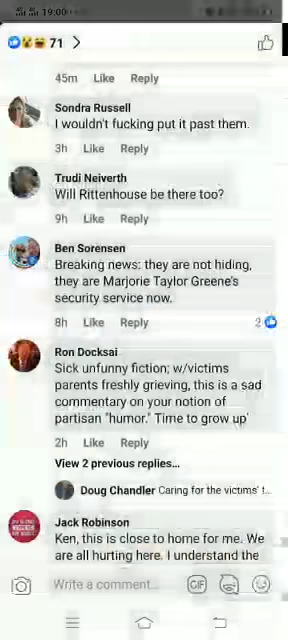 19:00
71
45m Like Reply
Sondra Russell
I wouldn't fucking put it past them.
3h Like Reply
Trudi Neiverth
Will Rittenhouse be there too?
9h Like Reply
Ben Sorensen
Breaking news: they are not hiding,
they are Marjorie Taylor Greene's
security service now.
8h Like Reply 2
Ron Docksai
Sick unfunny fiction; w/victims
parents freshly grieving, this is a sad
commentary on your notion of
partisan "humor." Time to grow up'
2h Like Reply
View 2 previous replies...
Doug Chandler Caring for the victims' f...
Jack Robinson
Ken, this is close to home for me. We
are all hurting here. I understand the
Write a comment...
GIF